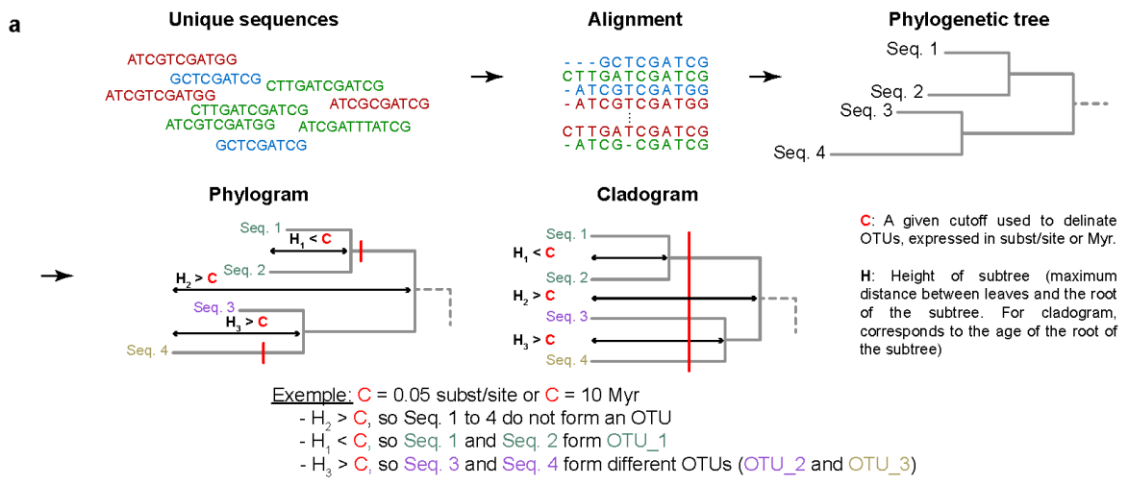 a
Unique sequences
ATCGTCGATGG
GCTCGATCG
CTTGATCGATCG
ATCGTCGATGG
ATCGCGATCG
CTTGATCGATCG
ATCGTCGATGG
ATCGATTTATCG
GCTCGATCG
Alignment
- - - GCTCGATCG
CTTGATCGATCG
- ATCGTCGATGG
- ATCGTCGATGG
CTTGATCGATCG
- ATCG - CGATCG
Phylogenetic tree
Seq. 1
Seq. 2
Seq. 3
Seq. 4
Phylogram
Seq. 1
H1 < C
Seq. 2
H2 > C
Seq. 3
H3 > C
Seq. 4
Cladogram
Seq. 1
H1 < C
Seq. 2
H2 > C
Seq. 3
H3 > C
Seq. 4
C: A given cutoff used to delinate
OTUs, expressed in subst/site or Myr.
H: Height of subtree (maximum
distance between leaves and the root
of the subtree. For cladogram,
corresponds to the age of the root of
the subtree)
Exemple: C = 0.05 subst/site or C = 10 Myr
- H2 > C, so Seq. 1 to 4 do not form an OTU
- H1 < C, so Seq. 1 and Seq. 2 form OTU_1
- H3 > C, so Seq. 3 and Seq. 4 form different OTUs (OTU_2 and OTU_3)